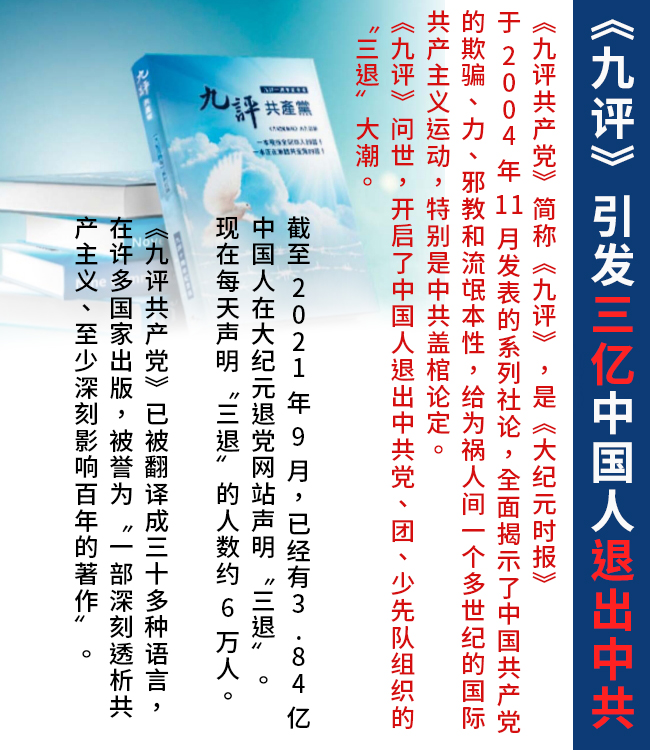 《九评》引发三亿中国人退出中共
《九评共产党》简称《九评》，是《大纪元时报》
于2004年11月发表的系列社论，全面揭示了中国共产党
的欺骗、力、邪教和流氓本性，给为祸人间一个多世纪的国际
共产主义运动，特别是中共盖棺论定。
《九评》问世，开启了中国人退出中共党、团、少先队组织的
〝三退〞大潮。
截至2021年9月，已经有3.84亿
中国人在大纪元退党网站声明〝三退〞。
现在每天声明〝三退〞的人数约6万人。
《九评共产党》已被翻译成三十多种语言，
在许多国家出版，被誉为〝一部深刻透析共
产主义、至少深刻影响百年的著作〞。
九評
共產黨
九評
共產黨